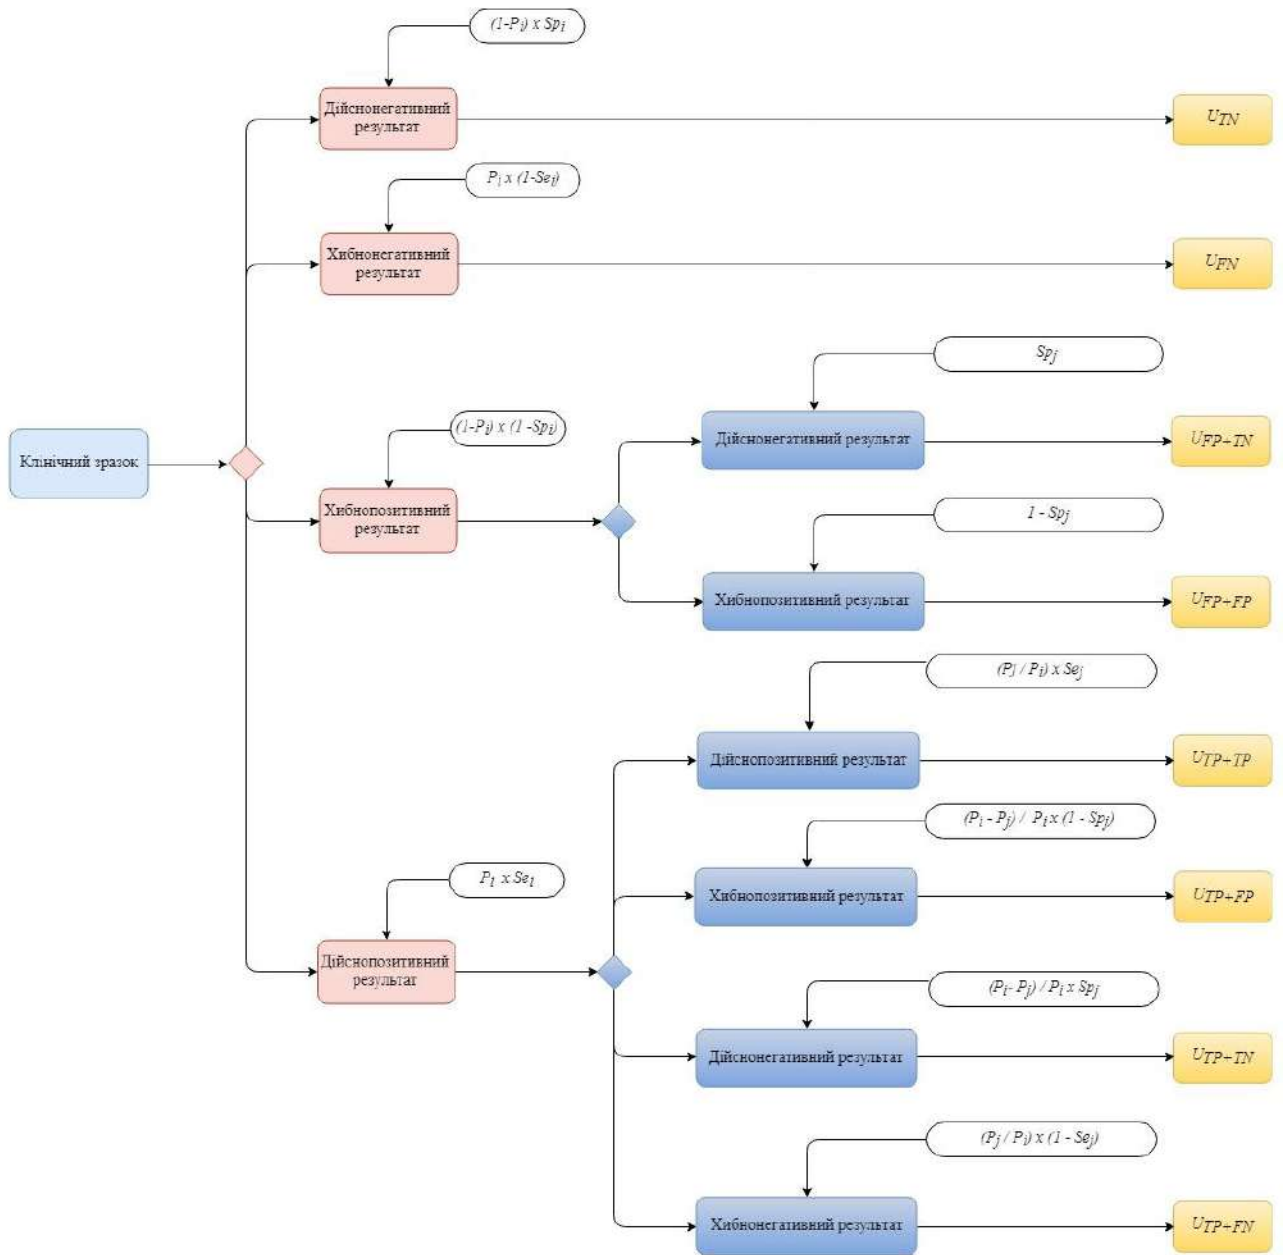 (1-Pi) x Spi
Дійснонегативний
результат
UTN
Pi x (1-Sei)
Хибнонегативний
результат
UFN
Spj
Дійснонегативний результат
UFP+TN
(1-Pi) x (1 -Spi)
Клінічний зразок
Хибнопозитивний
результат
1 - Spj
Хибнопозитивний результат
UFP+FP
(Pj / Pi) x Sej
Дійснопозитивний результат
UTP+TP
(Pi - Pj) / Pi x (1 - Spj)
Хибнопозитивний результат
UTP+FP
Pi x Sei
Дійснопозитивний
результат
(Pi- Pj) / Pi x Spj
Дійснонегативний результат
UTP+TN
(Pj / Pi) x (1 - Sej)
Хибнонегативний результат
UTP+FN